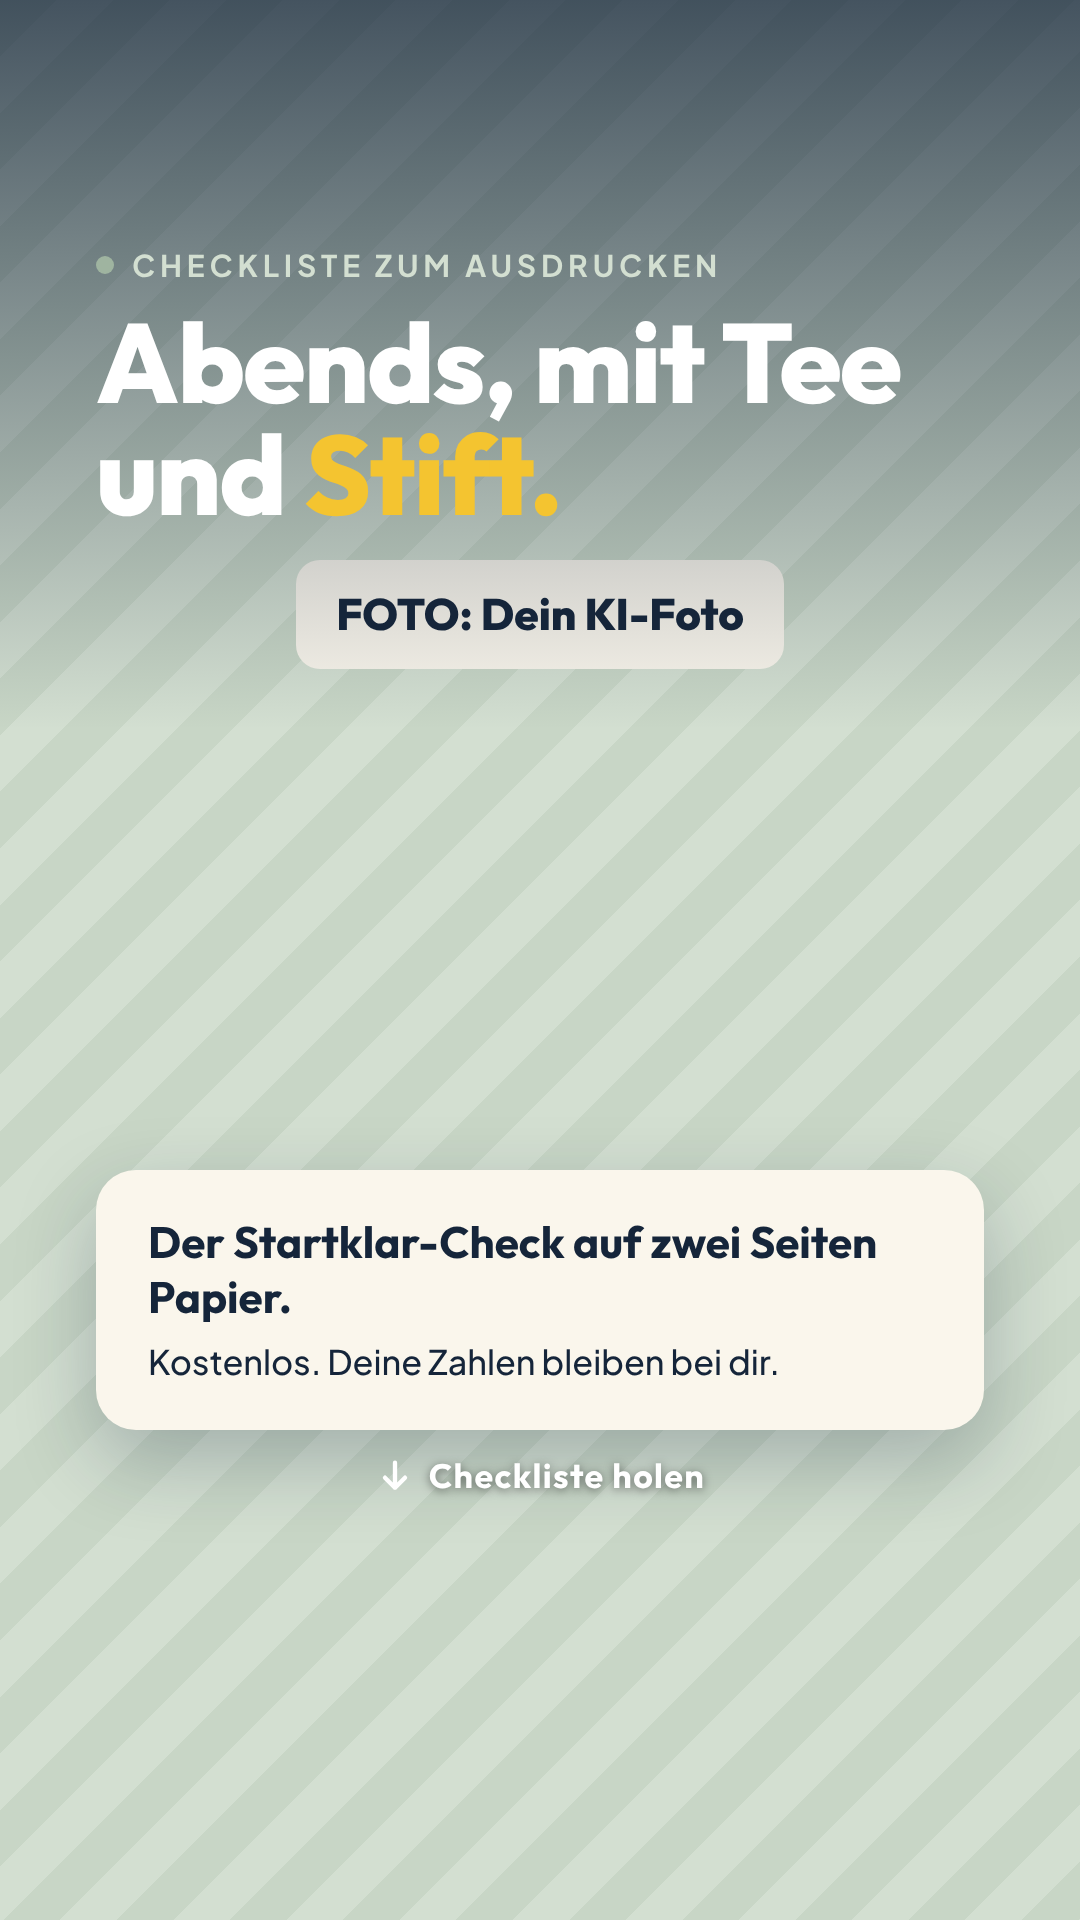 CHECKLISTE ZUM AUSDRUCKEN
Abends, mit Tee
und Stift.
FOTO: Dein KI-Foto
Der Startklar-Check auf zwei Seiten
Papier.
Kostenlos. Deine Zahlen bleiben bei dir.
↓ Checkliste holen